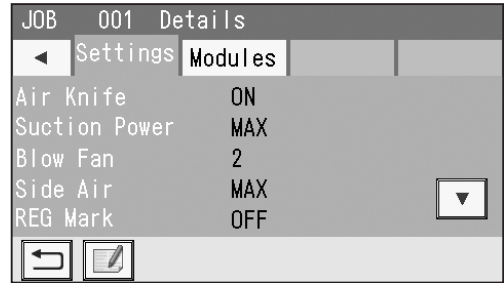 JOB 001 Details
◄ Settings Modules
Air Knife ON
Suction Power MAX
Blow Fan 2
Side Air MAX
REG Mark OFF
▼